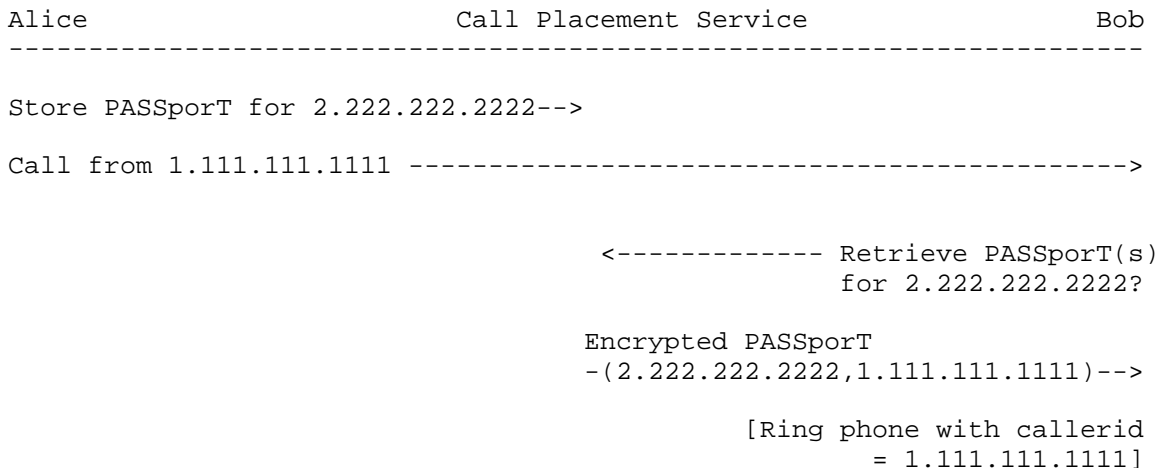 Alice                            Call Placement Service                  Bob
-----------------------------------------------------------------------
Store PASSporT for 2.222.222.2222-->
Call from 1.111.111.1111 --------------------------------------------->
<------------- Retrieve PASSporT(s)
for 2.222.222.2222?
Encrypted PASSporT
-(2.222.222.2222,1.111.111.1111)-->
[Ring phone with callerid
= 1.111.111.1111]